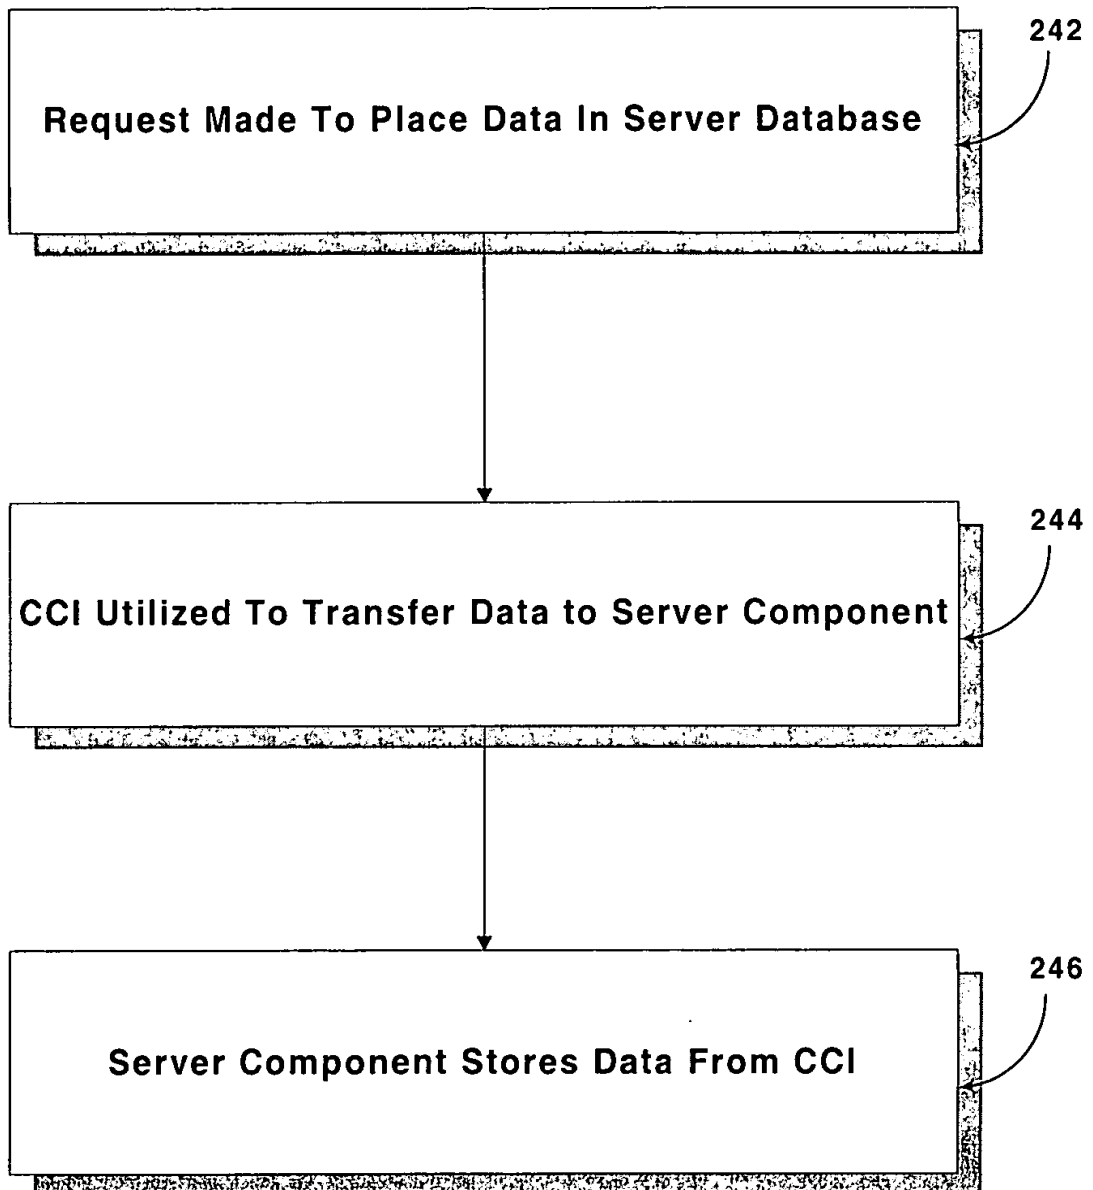 242
Request Made To Place Data In Server Database
244
CCI Utilized To Transfer Data to Server Component
246
Server Component Stores Data From CCI